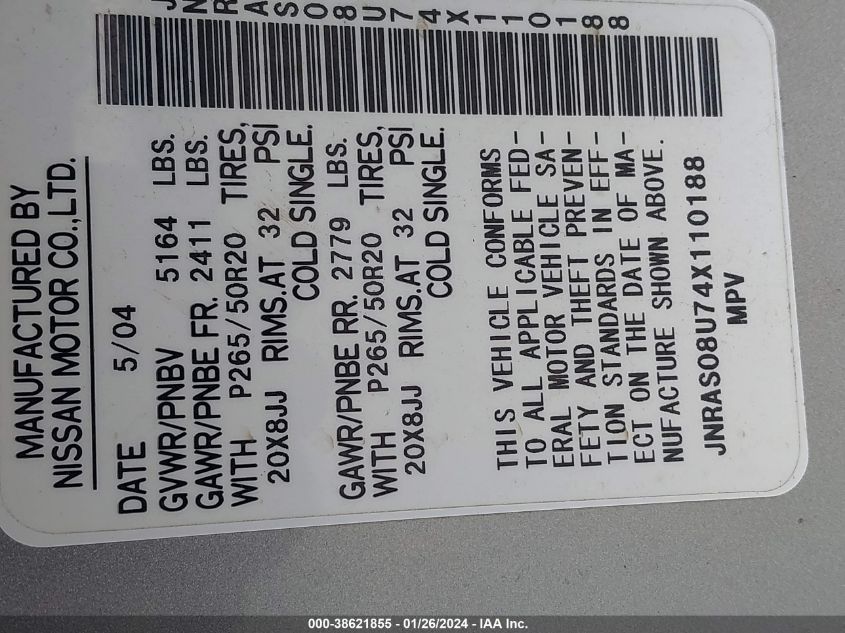 MANUFACTURED BY
NISSAN MOTOR CO.,LTD.
DATE 5/04
GVWR/PNBV 5164 LBS.
GAWR/PNBE FR. 2411 LBS.
WITH P265/50R20 TIRES,
20X8JJ RIMS.AT 32 PSI
COLD SINGLE.
GAWR/PNBE RR. 2779 LBS.
WITH P265/50R20 TIRES,
20X8JJ RIMS.AT 32 PSI
COLD SINGLE.
THIS VEHICLE CONFORMS
TO ALL APPLICABLE FED-
ERAL MOTOR VEHICLE SA-
FETY AND THEFT PREVEN-
TION STANDARDS IN EFF-
ECT ON THE DATE OF MA-
NUFACTURE SHOWN ABOVE.
JNRAS08U74X110188
MPV
JNRAS08U74X110188
000-38621855 - 01/26/2024 - IAA Inc.